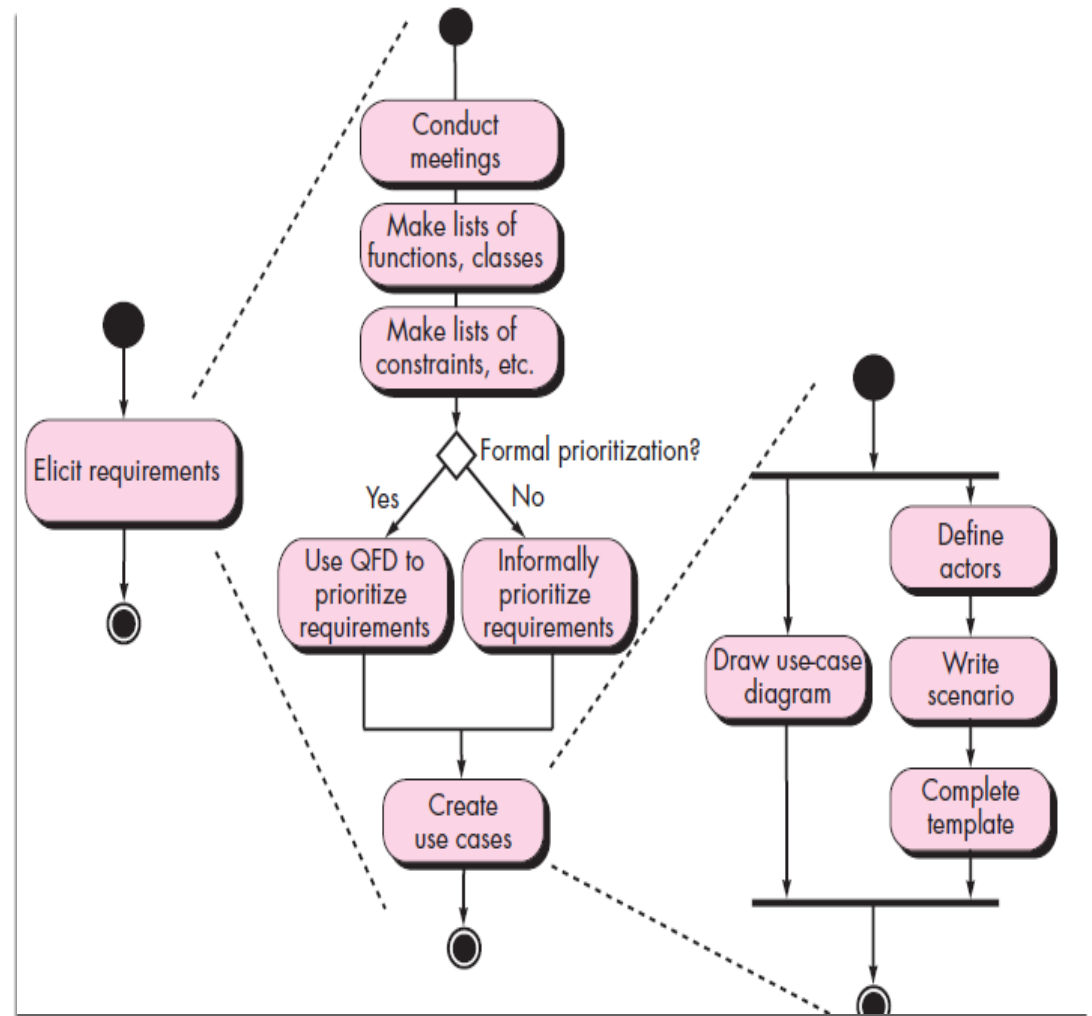 Conduct
meetings
Make lists of
functions, classes
Make lists of
constraints, etc.
Elicit requirements
Formal prioritization?
Yes
No
Use QFD to
prioritize
requirements
Informally
prioritize
requirements
Create
use cases
Define
actors
Draw use-case
diagram
Write
scenario
Complete
template